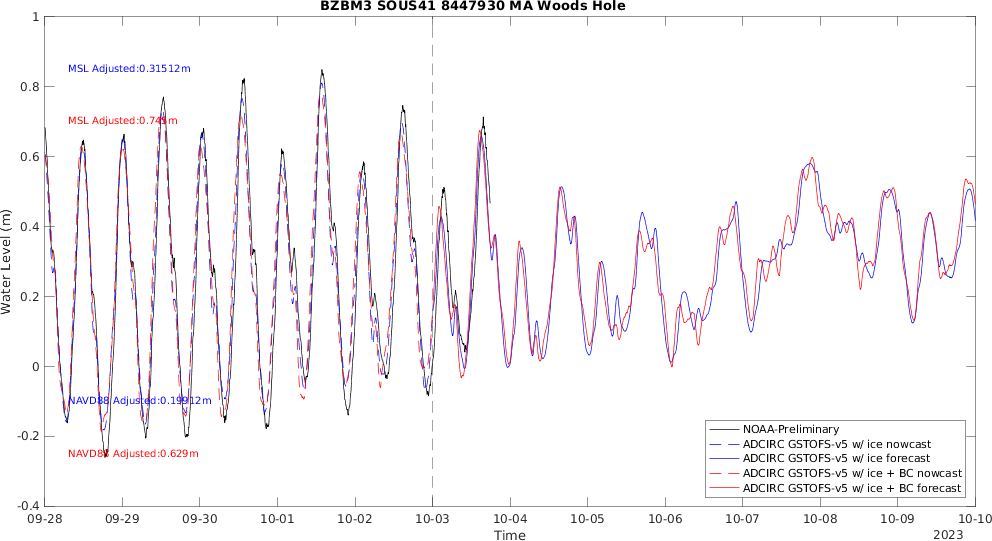 BZBM3 SOUS41 8447930 MA Woods Hole
Water Level (m)
1
0.8
0.6
0.4
0.2
0
-0.2
-0.4
MSL Adjusted:0.31512m
MSL Adjusted:0.741m
NAVD88 Adjusted:0.19912m
NAVD88 Adjusted:0.629m
NOAA-Preliminary
ADCIRC GSTOFS-v5 w/ ice nowcast
ADCIRC GSTOFS-v5 w/ ice forecast
ADCIRC GSTOFS-v5 w/ ice + BC nowcast
ADCIRC GSTOFS-v5 w/ ice + BC forecast
09-28 09-29 09-30 10-01 10-02 10-03 10-04 10-05 10-06 10-07 10-08 10-09 10-10
Time
2023